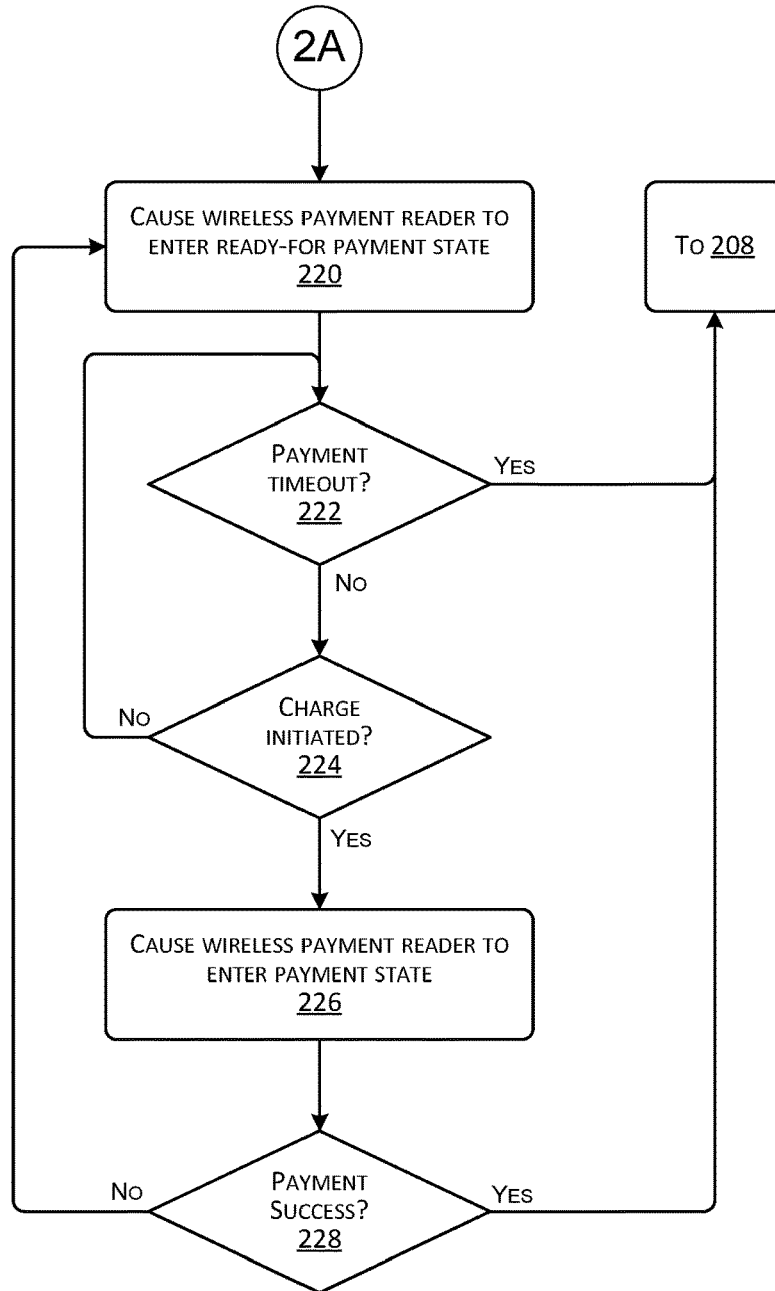 2A
CAUSE WIRELESS PAYMENT READER TO
ENTER READY-FOR PAYMENT STATE
220
TO 208
PAYMENT
TIMEOUT?
222
YES
NO
CHARGE
INITIATED?
224
NO
YES
CAUSE WIRELESS PAYMENT READER TO
ENTER PAYMENT STATE
226
PAYMENT
SUCCESS?
228
NO
YES